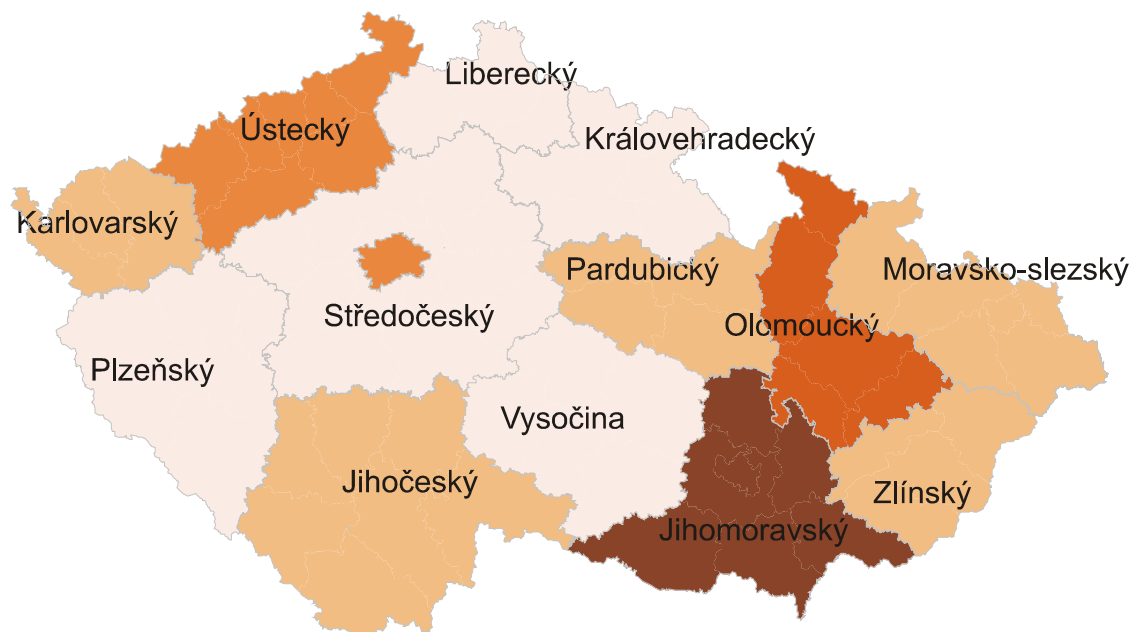 Liberecký
Ústecký
Královehradecký
Karlovarský
Pardubický
Moravsko-slezský
Středočeský
Olomoucký
Plzeňský
Vysočina
Jihočeský
Zlínský
Jihomoravský